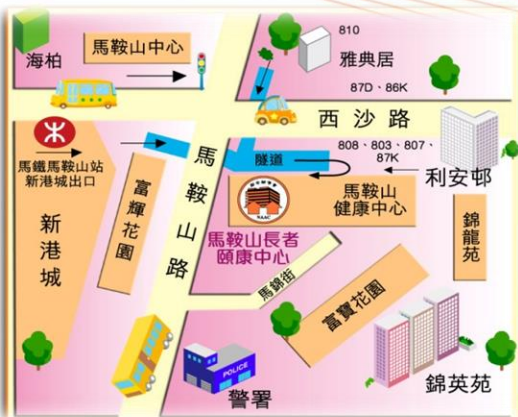 海柏
馬鞍山中心
810
雅典居
87D、86K
西沙路
馬鐵馬鞍山站
新港城出口
808、803、807、
87K
隧道
利安邨
馬鞍山路
富輝花園
新港城
馬鞍山
健康中心
NAAC
馬鞍山長者
頤康中心
錦龍苑
馬錦街
富寶花園
POLICE
警署
錦英苑